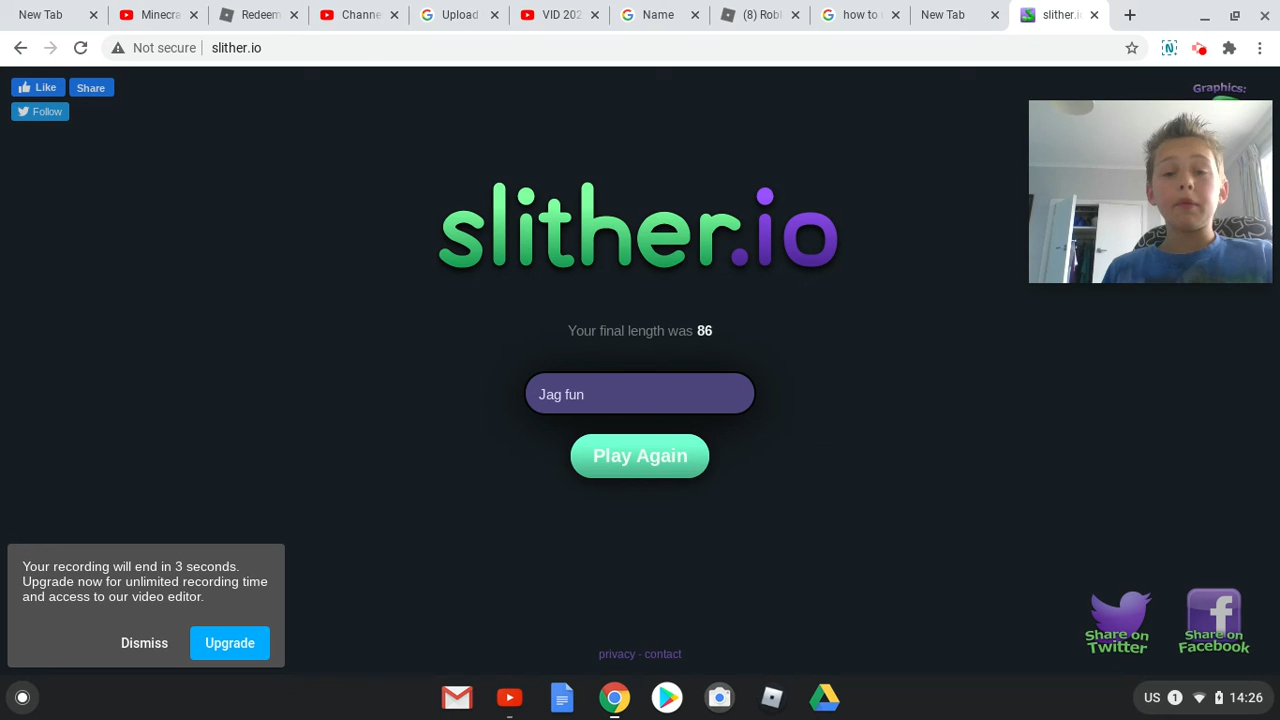 New Tab
Minecra
Redeem
Channe
Upload
VID 202
Name
(8) Robl
how to
New Tab
slither.i
Not secure
slither.io
Like
Share
Follow
Graphics:
slither.io
Your final length was 86
Jag fun
Play Again
Your recording will end in 3 seconds.
Upgrade now for unlimited recording time
and access to our video editor.
Dismiss
Upgrade
Share on
Twitter
Share on
Facebook
privacy · contact
US
1
14:26